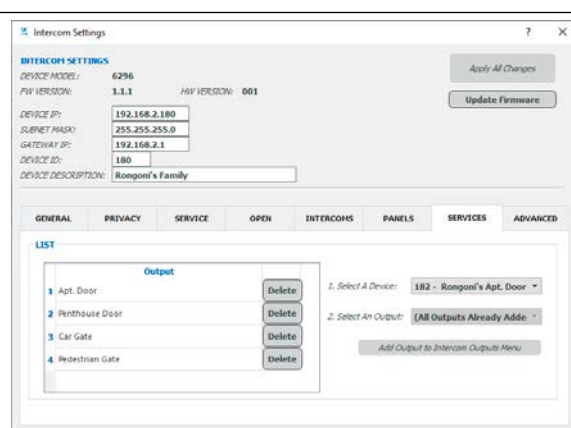 Intercom Settings ? X
INTERCOM SETTINGS
DEVICE MODEL: 6296
FW VERSION: 1.1.1 HW VERSION: 001
Apply All Changes
Update Firmware
DEVICE IP: 192.168.2.180
SUBNET MASK: 255.255.255.0
GATEWAY IP: 192.168.2.1
DEVICE ID: 180
DEVICE DESCRIPTION: Rongoni's Family
GENERAL PRIVACY SERVICE OPEN INTERCOMS PANELS SERVICES ADVANCED
LIST
Output
1 Apt. Door Delete
2 Penthouse Door Delete
3 Car Gate Delete
4 Pedestrian Gate Delete
1. Select A Device: 182 - Rongoni's Apt. Door
2. Select An Output: (All Outputs Already Adde
Add Output to Intercom Outputs Menu